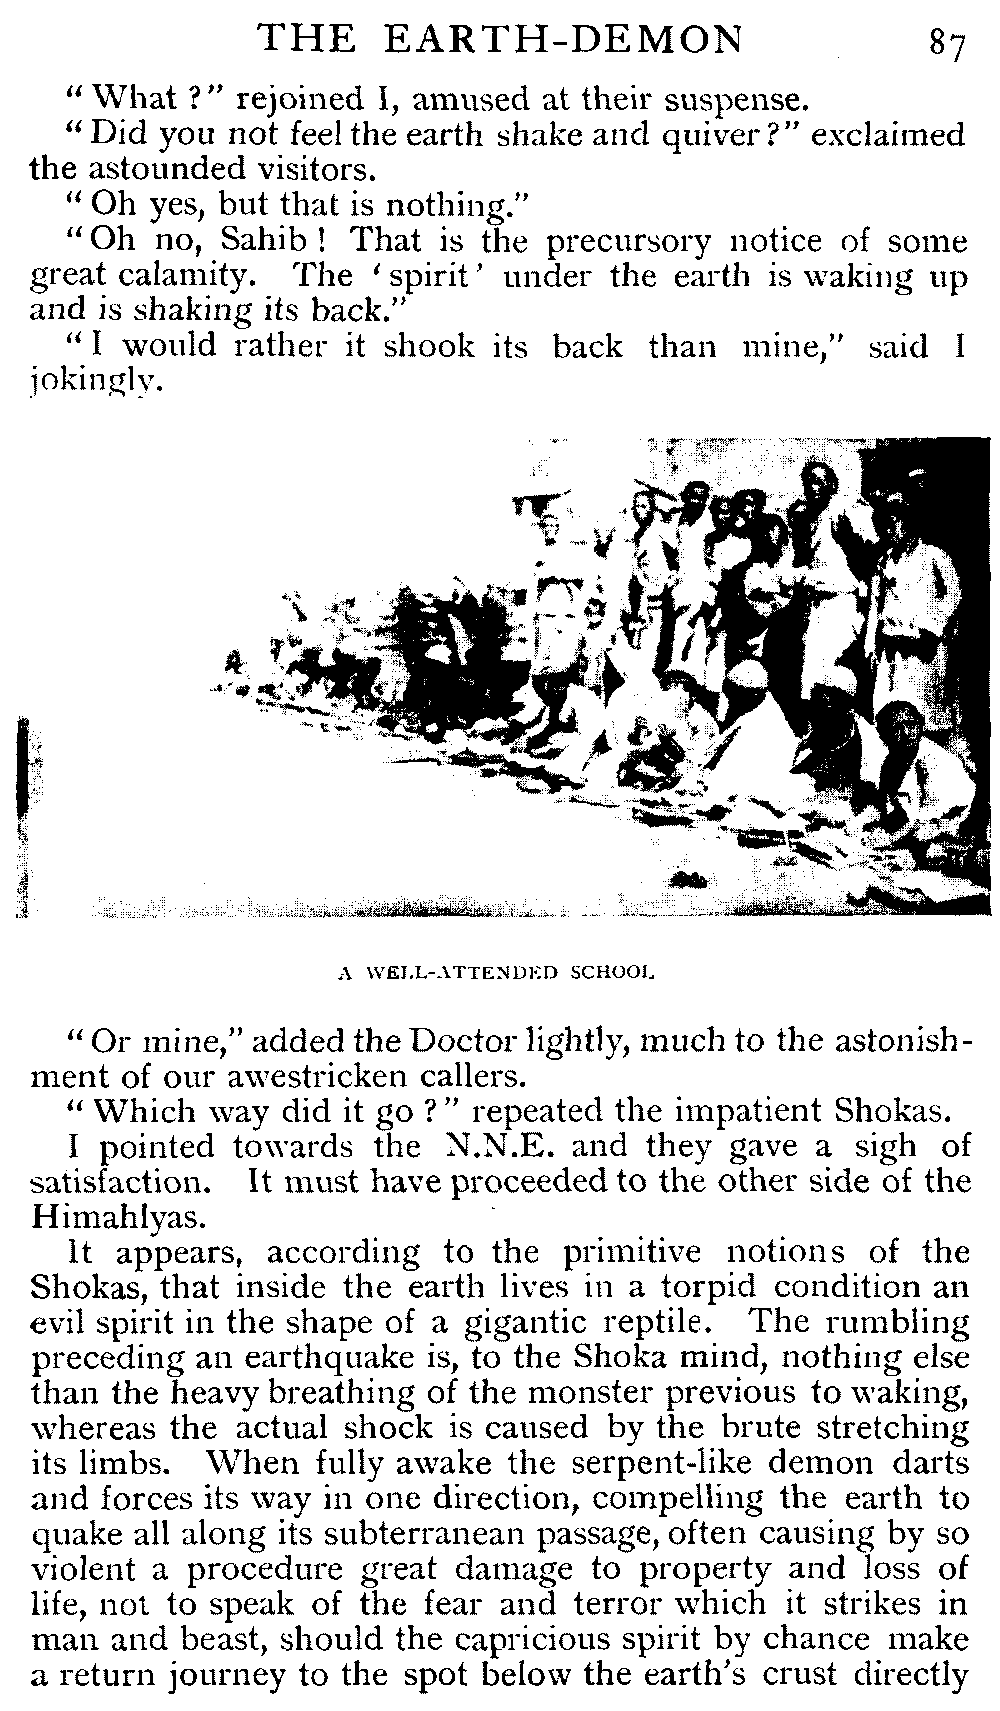 THE EARTH-DEMON 87
“ What ?” rejoined I, amused at their suspense.
“ Did you not feel the earth shake and quiver ?” exclaimed
the astounded visitors.
“ Oh yes, but that is nothing.”
“ Oh no, Sahib ! That is the precursory notice of some
great calamity. The ‘ spirit ’ under the earth is waking up
and is shaking its back.”
“ I would rather it shook its back than mine,” said I
jokingly.
A WELL-ATTENDED SCHOOL
“ Or mine,” added the Doctor lightly, much to the astonish-
ment of our awestricken callers.
“ Which way did it go ? ” repeated the impatient Shokas.
I pointed towards the N.N.E. and they gave a sigh of
satisfaction. It must have proceeded to the other side of the
Himahlyas.
It appears, according to the primitive notions of the
Shokas, that inside the earth lives in a torpid condition an
evil spirit in the shape of a gigantic reptile. The rumbling
preceding an earthquake is, to the Shoka mind, nothing else
than the heavy breathing of the monster previous to waking,
whereas the actual shock is caused by the brute stretching
its limbs. When fully awake the serpent-like demon darts
and forces its way in one direction, compelling the earth to
quake all along its subterranean passage, often causing by so
violent a procedure great damage to property and loss of
life, not to speak of the fear and terror which it strikes in
man and beast, should the capricious spirit by chance make
a return journey to the spot below the earth’s crust directly